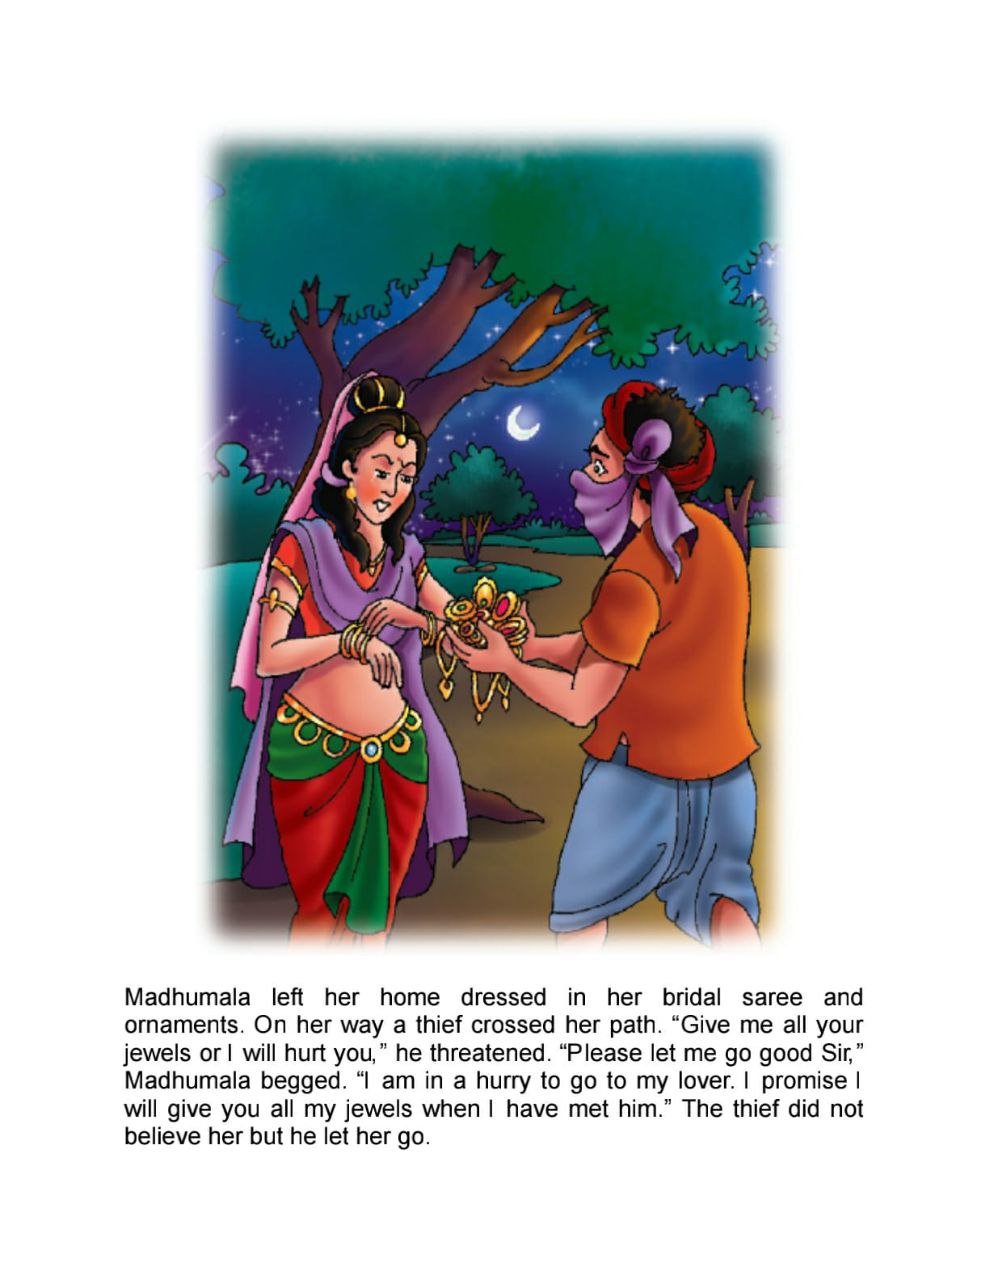 Madhumala left her home dressed in her bridal saree and
ornaments. On her way a thief crossed her path. “Give me all your
jewels or I will hurt you,” he threatened. “Please let me go good Sir,”
Madhumala begged. “I am in a hurry to go to my lover. I promise I
will give you all my jewels when I have met him.” The thief did not
believe her but he let her go.